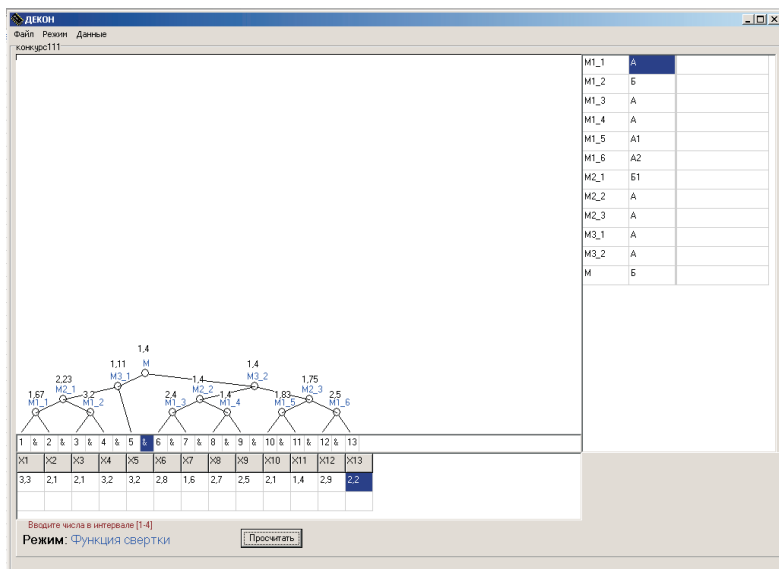 ДЕКОН
Файл Режим Данные
конкурс111
M1_1 А
M1_2 Б
M1_3 А
M1_4 А
M1_5 А1
M1_6 А2
M2_1 Б1
M2_2 А
M2_3 А
M3_1 А
M3_2 А
M Б
1,4
1,11 M 1,4
2,23 M3_1 1,4 M3_2 1,75
1,67 M2_1 3,2 2,4 M2_2 1,4 1,83 M2_3 2,5
M1_1 M1_2 M1_3 M1_4 M1_5 M1_6
1 & 2 & 3 & 4 & 5 & 6 & 7 & 8 & 9 & 10 & 11 & 12 & 13
X1 X2 X3 X4 X5 X6 X7 X8 X9 X10 X11 X12 X13
3,3 2,1 2,1 3,2 3,2 2,8 1,6 2,7 2,5 2,1 1,4 2,9 2,2
Вводите числа в интервале [1-4]
Режим: Функция свертки Просчитать